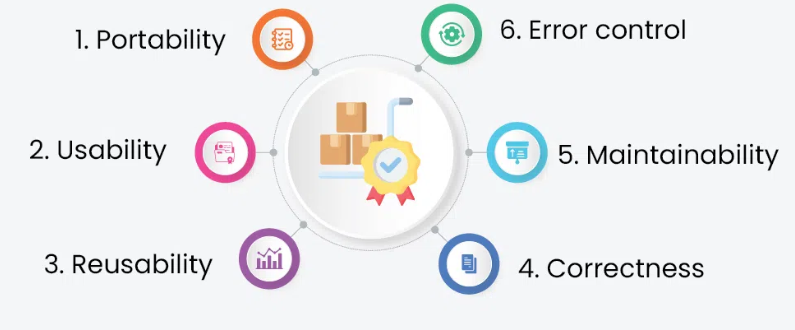 1. Portability
2. Usability
3. Reusability
4. Correctness
5. Maintainability
6. Error control